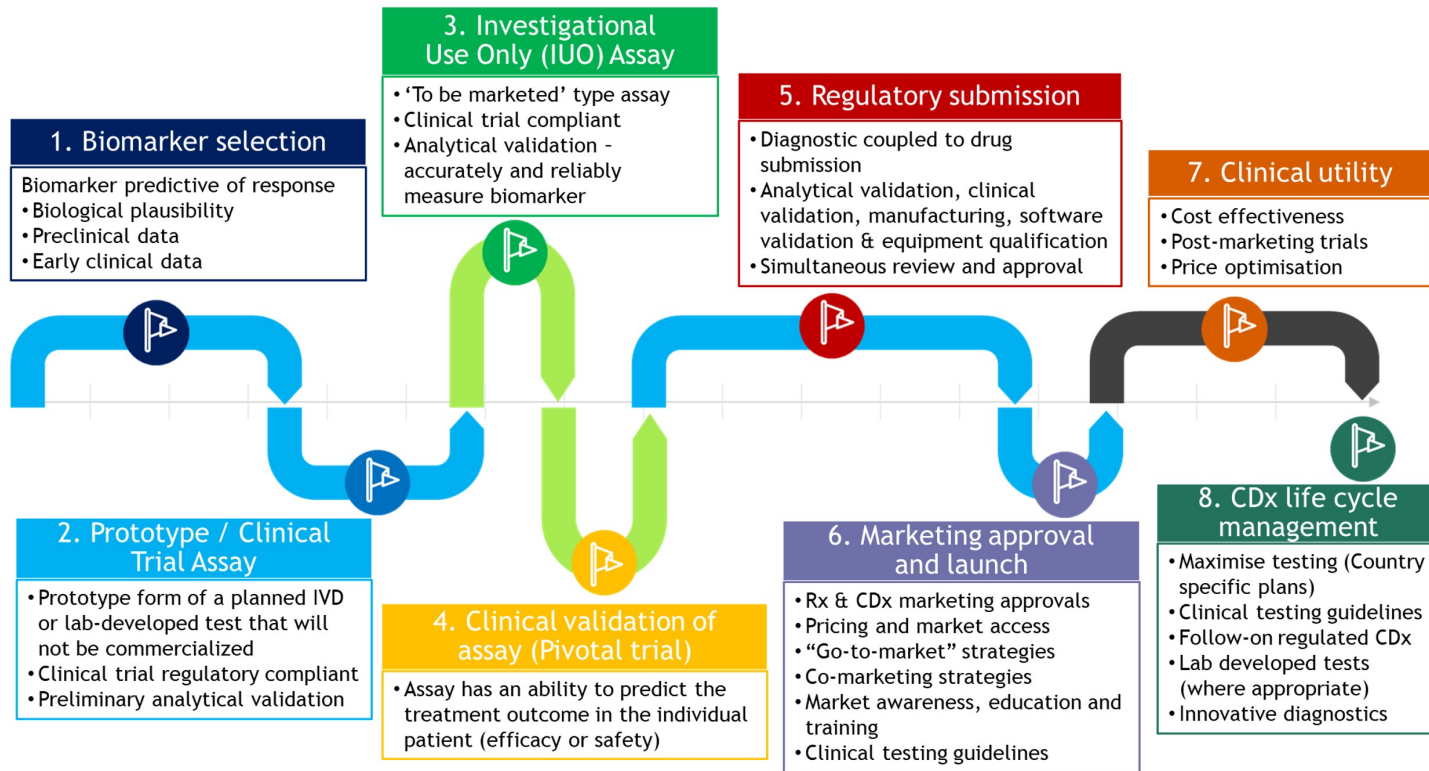 1. Biomarker selection
Biomarker predictive of response
• Biological plausibility
• Preclinical data
• Early clinical data
2. Prototype / Clinical
Trial Assay
• Prototype form of a planned IVD
or lab-developed test that will
not be commercialized
• Clinical trial regulatory compliant
• Preliminary analytical validation
3. Investigational
Use Only (IUO) Assay
• ‘To be marketed’ type assay
• Clinical trial compliant
• Analytical validation –
accurately and reliably
measure biomarker
4. Clinical validation of
assay (Pivotal trial)
• Assay has an ability to predict the
treatment outcome in the individual
patient (efficacy or safety)
5. Regulatory submission
• Diagnostic coupled to drug
submission
• Analytical validation, clinical
validation, manufacturing, software
validation & equipment qualification
• Simultaneous review and approval
6. Marketing approval
and launch
• Rx & CDx marketing approvals
• Pricing and market access
• “Go-to-market” strategies
• Co-marketing strategies
• Market awareness, education and
training
• Clinical testing guidelines
7. Clinical utility
• Cost effectiveness
• Post-marketing trials
• Price optimisation
8. CDx life cycle
management
• Maximise testing (Country
specific plans)
• Clinical testing guidelines
• Follow-on regulated CDx
• Lab developed tests
(where appropriate)
• Innovative diagnostics